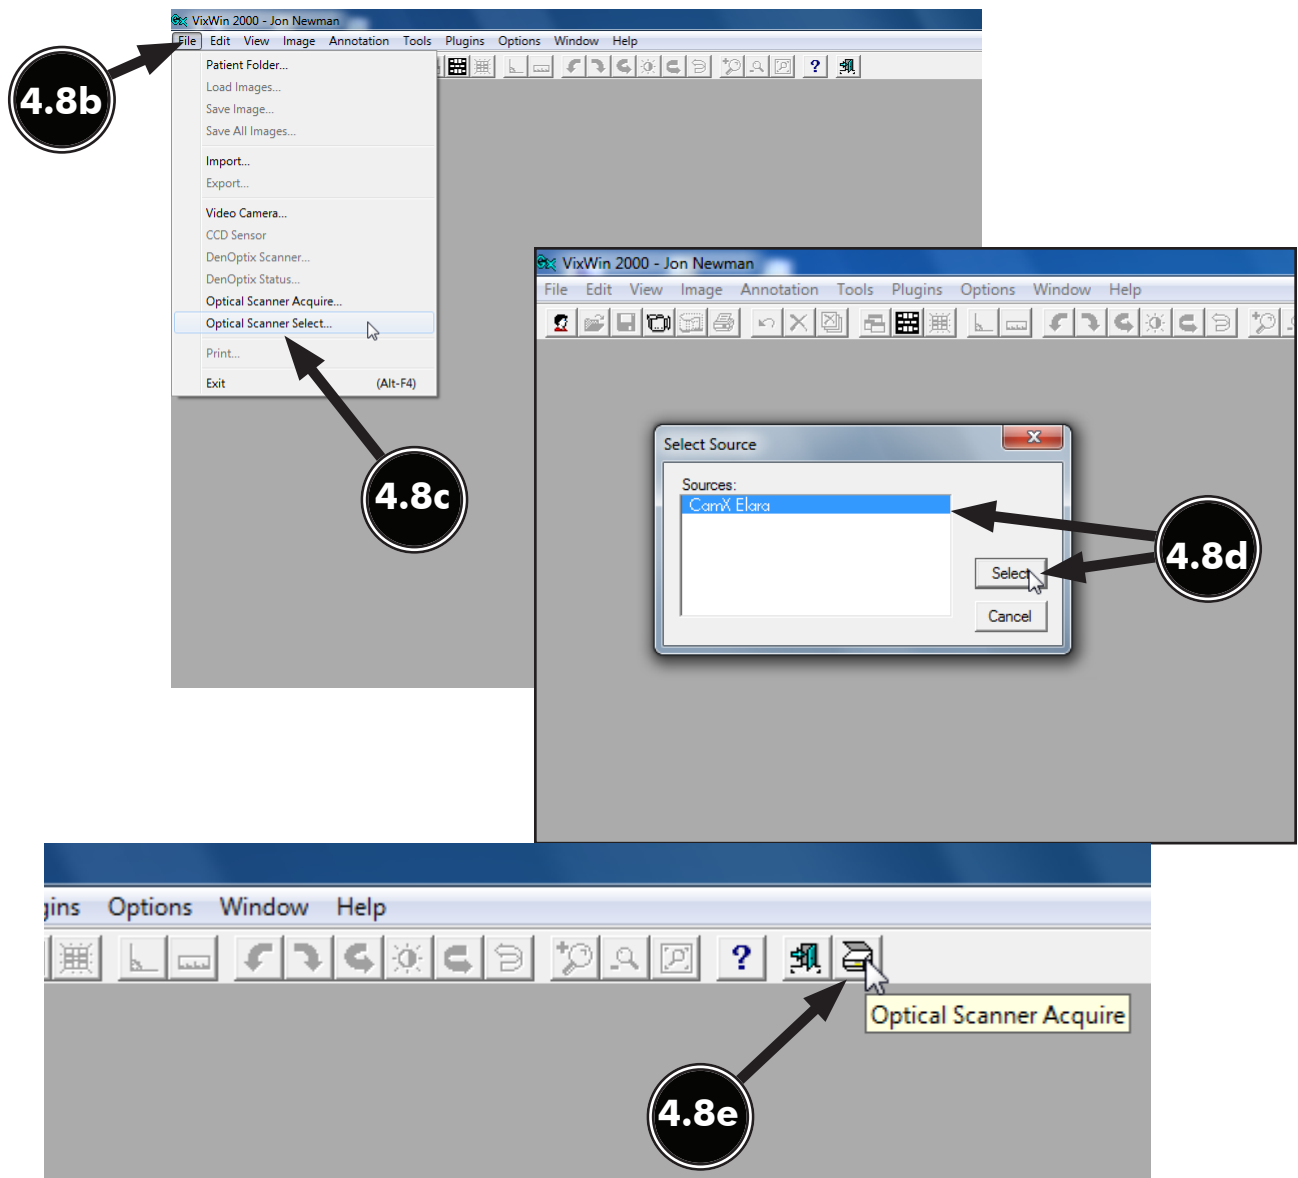 VixWin 2000 - Jon Newman
File Edit View Image Annotation Tools Plugins Options Window Help
4.8b
Patient Folder...
Load Images...
Save Image...
Save All Images...
Import...
Export...
Video Camera...
CCD Sensor
DenOptix Scanner...
DenOptix Status...
Optical Scanner Acquire...
Optical Scanner Select...
Print...
Exit (Alt-F4)
4.8c
VixWin 2000 - Jon Newman
File Edit View Image Annotation Tools Plugins Options Window Help
Select Source
Sources:
CamX Elara
Select
Cancel
4.8d
Options Window Help
Optical Scanner Acquire
4.8e